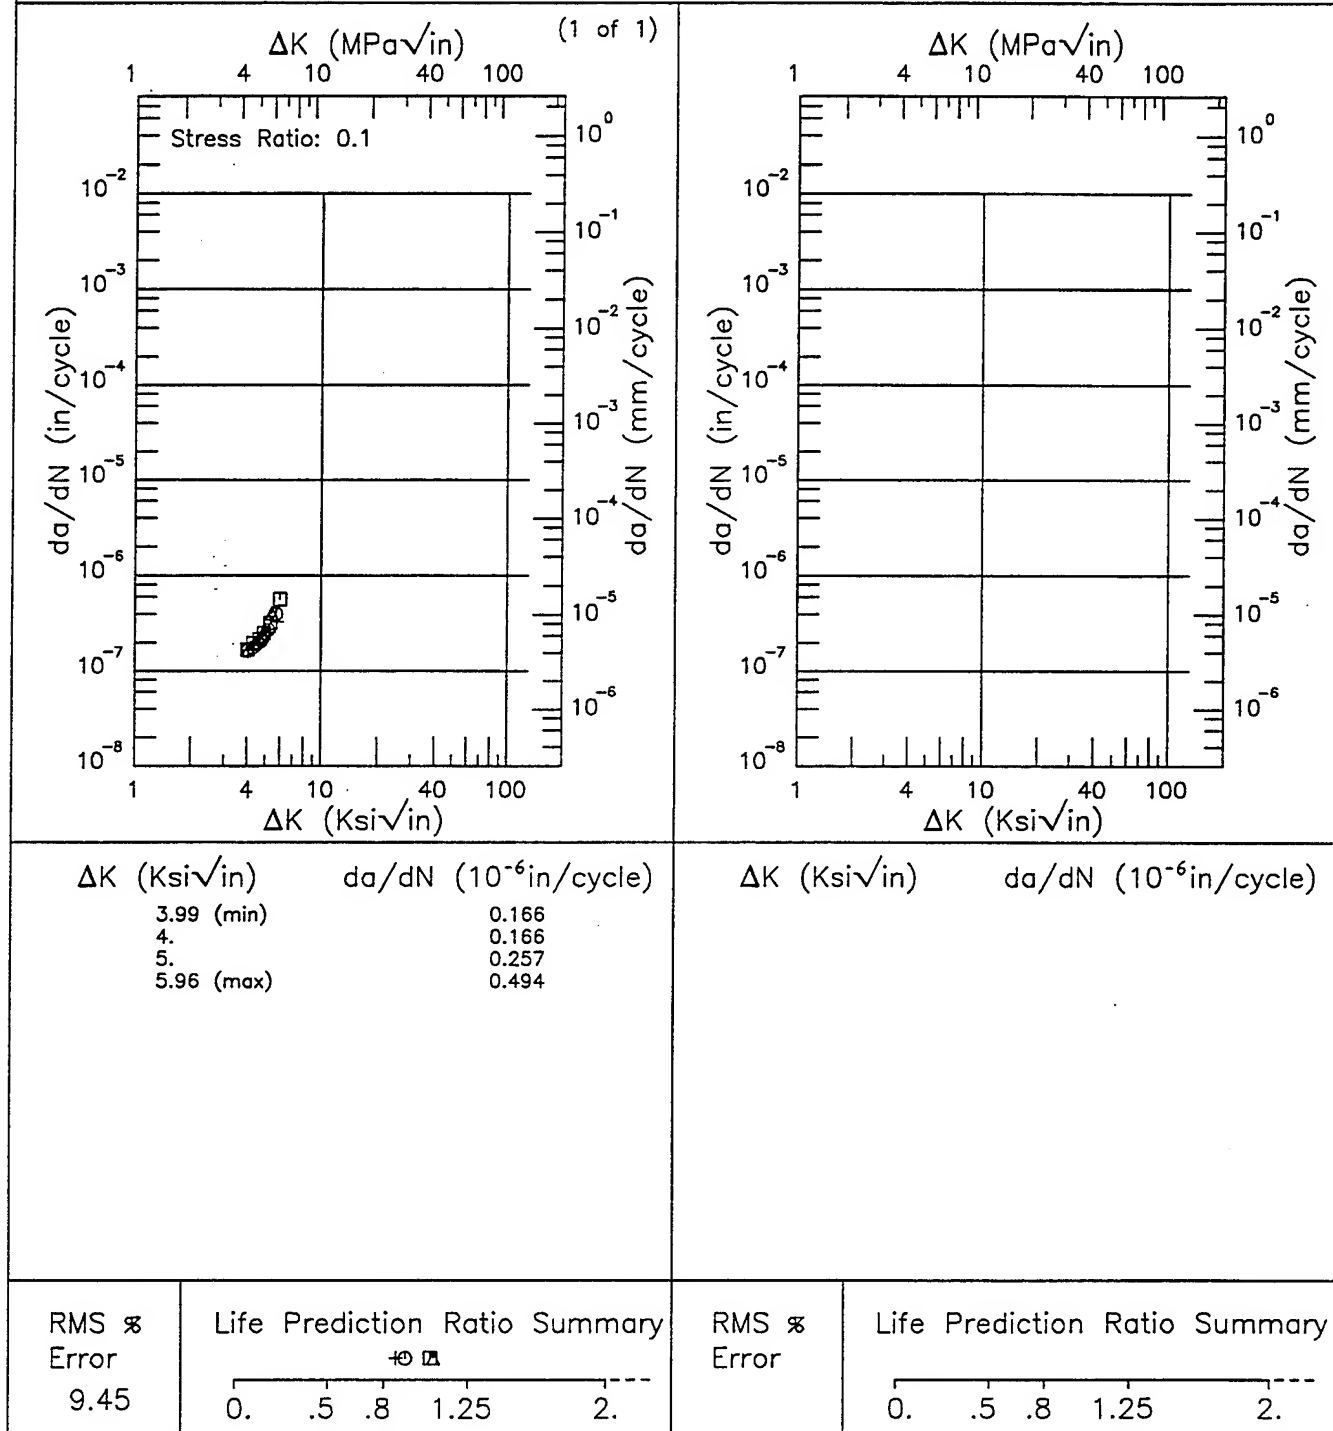 (1 of 1)
ΔK (MPa√in)
1 4 10 40 100
Stress Ratio: 0.1
da/dN (in/cycle)
10⁻²
10⁻³
10⁻⁴
10⁻⁵
10⁻⁶
10⁻⁷
10⁻⁸
10⁰
10⁻¹
10⁻²
10⁻³
10⁻⁴
10⁻⁵
10⁻⁶
da/dN (mm/cycle)
1 4 10 40 100
ΔK (Ksi√in)
ΔK (MPa√in)
1 4 10 40 100
da/dN (in/cycle)
10⁻²
10⁻³
10⁻⁴
10⁻⁵
10⁻⁶
10⁻⁷
10⁻⁸
10⁰
10⁻¹
10⁻²
10⁻³
10⁻⁴
10⁻⁵
10⁻⁶
da/dN (mm/cycle)
1 4 10 40 100
ΔK (Ksi√in)
ΔK (Ksi√in) da/dN (10⁻⁶in/cycle)
3.99 (min) 0.166
4. 0.166
5. 0.257
5.96 (max) 0.494
ΔK (Ksi√in) da/dN (10⁻⁶in/cycle)
RMS %
Error
9.45
Life Prediction Ratio Summary
0. .5 .8 1.25 2.
RMS %
Error
Life Prediction Ratio Summary
0. .5 .8 1.25 2.